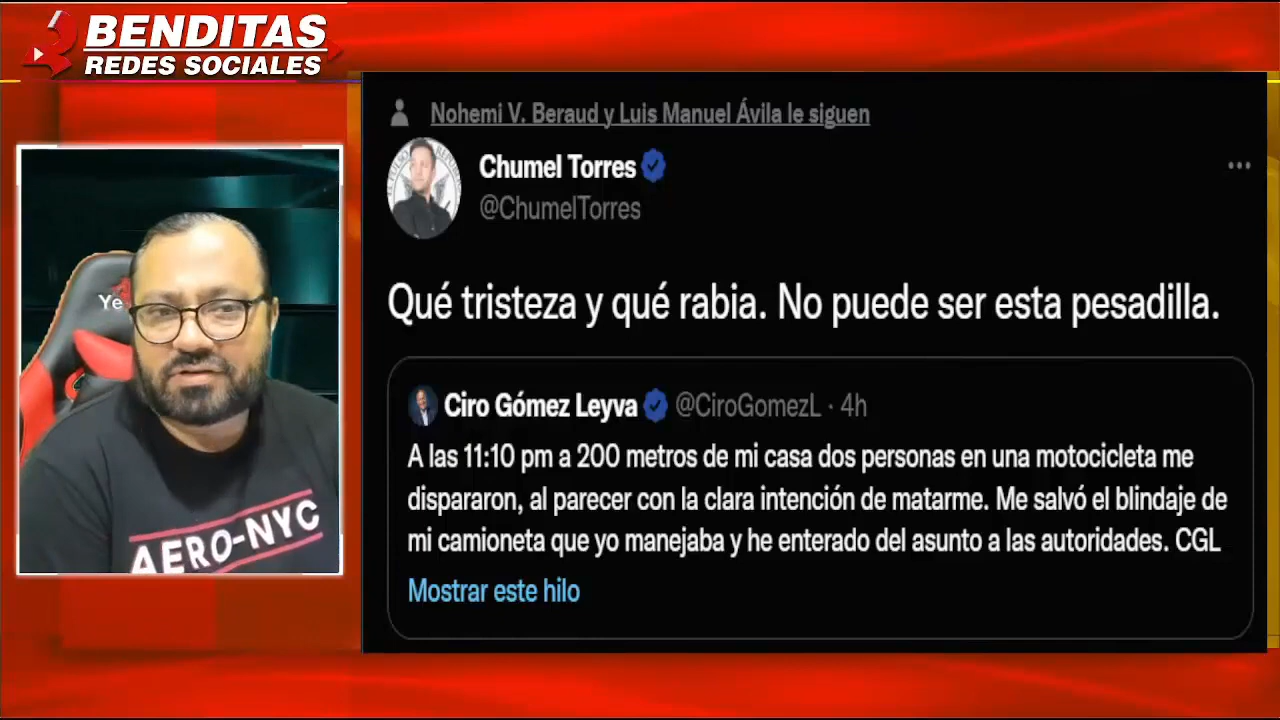 BENDITAS
REDES SOCIALES
Nohemi V. Beraud y Luis Manuel Ávila le siguen
Chumel Torres
@ChumelTorres
Qué tristeza y qué rabia. No puede ser esta pesadilla.
Ciro Gómez Leyva @CiroGomezL · 4h
A las 11:10 pm a 200 metros de mi casa dos personas en una motocicleta me
dispararon, al parecer con la clara intención de matarme. Me salvó el blindaje de
mi camioneta que yo manejaba y he enterado del asunto a las autoridades. CGL
Mostrar este hilo
Ye
AERO-NYC